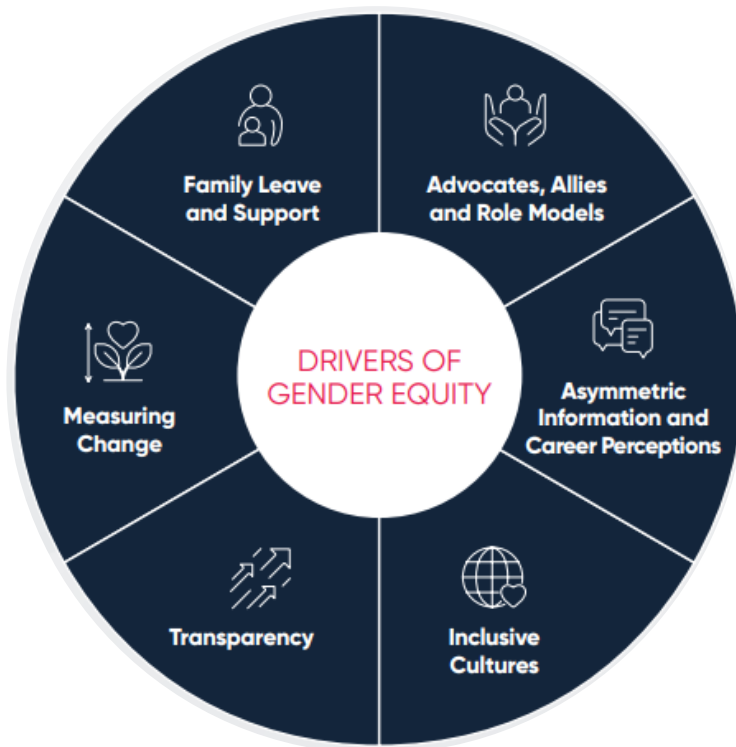 Family Leave
and Support
Advocates, Allies
and Role Models
Measuring
Change
DRIVERS OF
GENDER EQUITY
Asymmetric
Information and
Career Perceptions
Transparency
Inclusive
Cultures